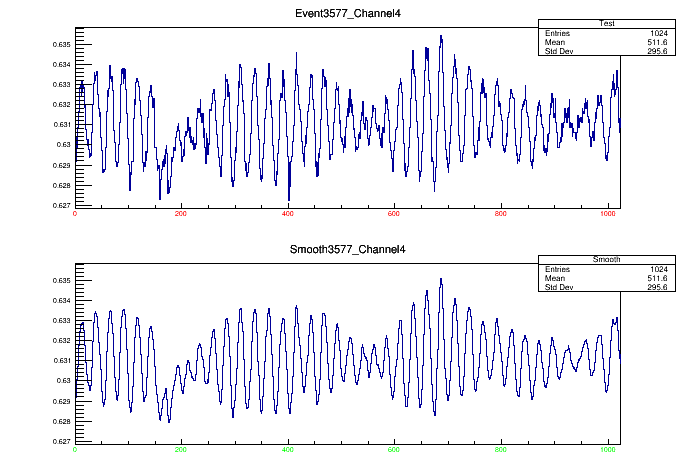 Event3577_Channel4
Test
Entries 1024
Mean 511.6
Std Dev 295.6
0.635
0.634
0.633
0.632
0.631
0.63
0.629
0.628
0.627
0 200 400 600 800 1000
Smooth3577_Channel4
Smooth
Entries 1024
Mean 511.6
Std Dev 295.6
0.635
0.634
0.633
0.632
0.631
0.63
0.629
0.628
0.627
0 200 400 600 800 1000